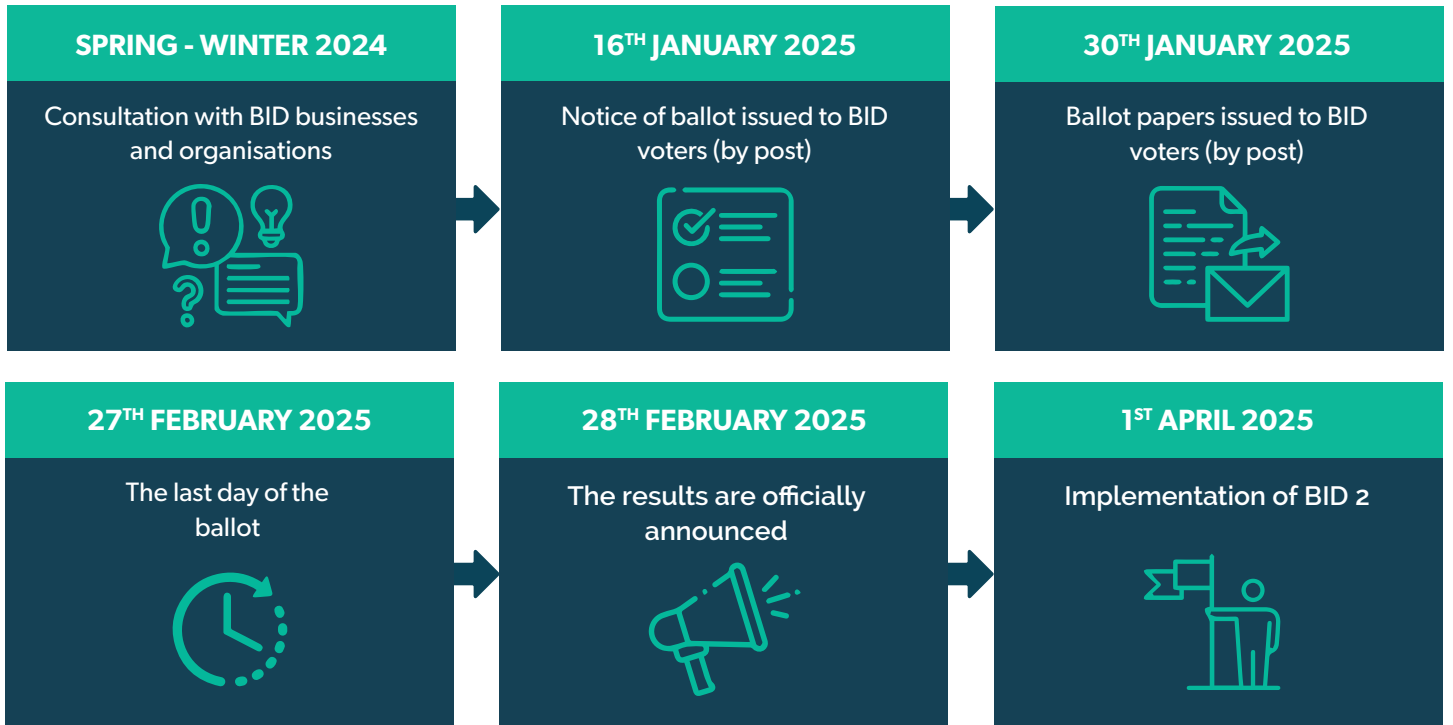 SPRING - WINTER 2024
Consultation with BID businesses
and organisations
16TH JANUARY 2025
Notice of ballot issued to BID
voters (by post)
30TH JANUARY 2025
Ballot papers issued to BID
voters (by post)
27TH FEBRUARY 2025
The last day of the
ballot
28TH FEBRUARY 2025
The results are officially
announced
1ST APRIL 2025
Implementation of BID 2